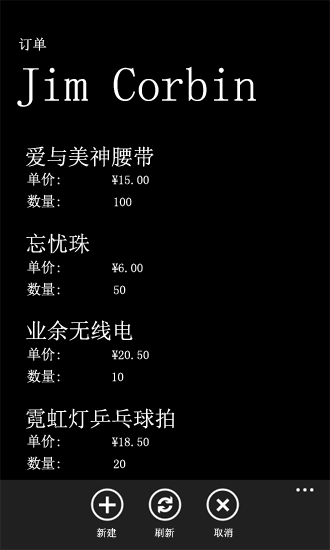 订单
Jim Corbin
爱与美神腰带
单价: ¥15.00
数量: 100
忘忧珠
单价: ¥6.00
数量: 50
业余无线电
单价: ¥20.50
数量: 10
霓虹灯乒乓球拍
单价: ¥18.50
数量: 20
新建 刷新 取消